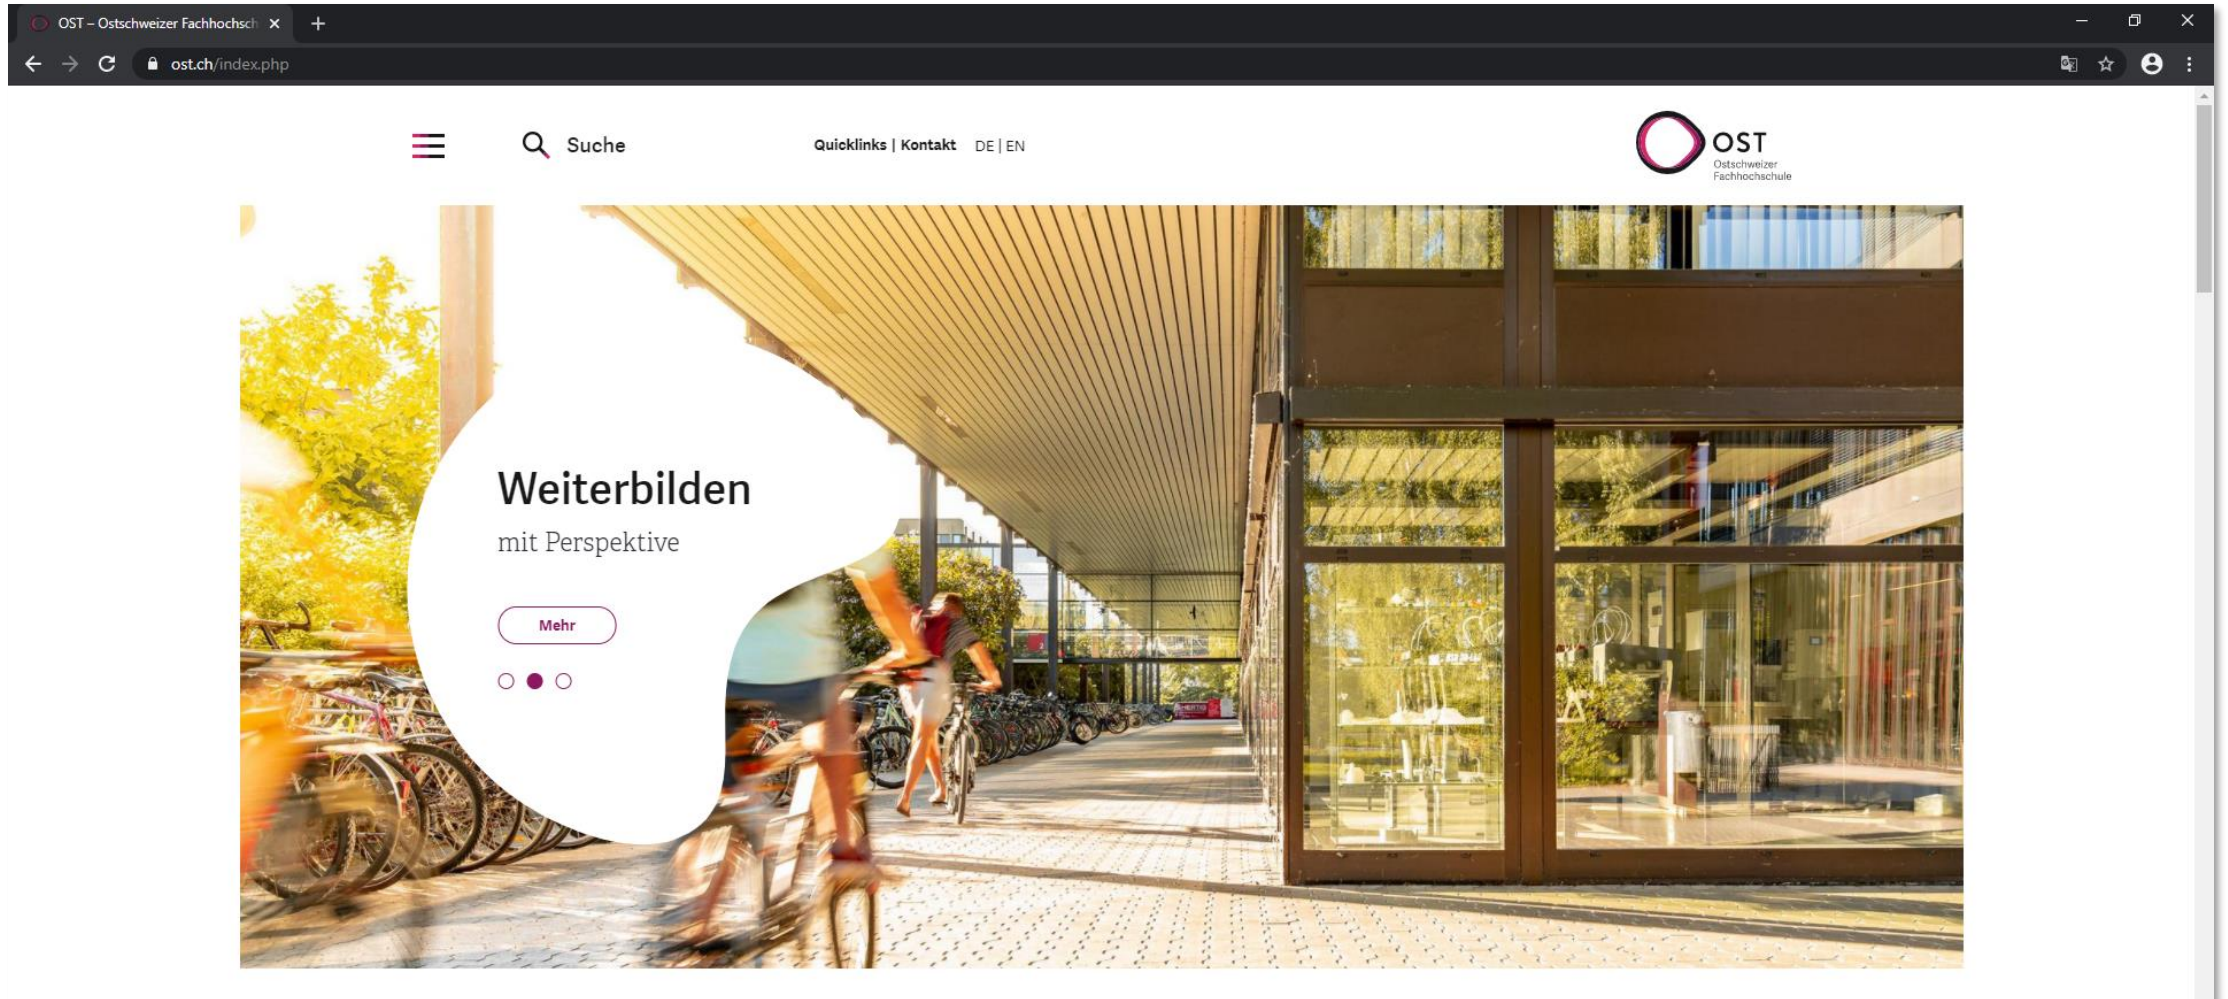 OST – Ostschweizer Fachhochsch
ost.ch/index.php
Suche
Quicklinks | Kontakt DE | EN
OST
Ostschweizer
Fachhochschule
Weiterbilden
mit Perspektive
Mehr